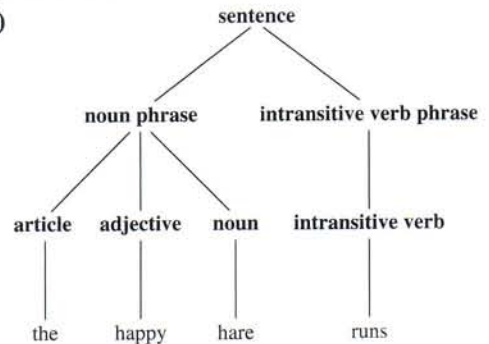 )
sentence
noun phrase intransitive verb phrase
article adjective noun intransitive verb
the happy hare runs